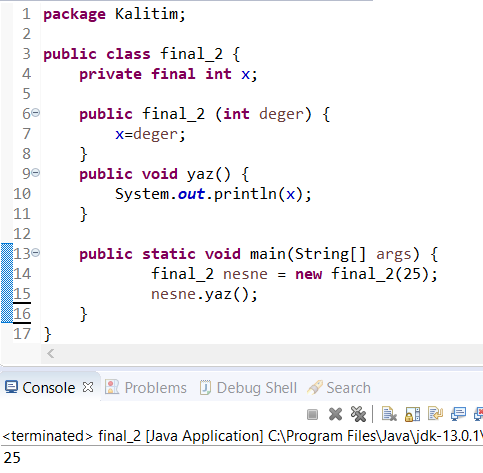 1 package Kalitim;
2
3 public class final_2 {
4 private final int x;
5
6 public final_2 (int deger) {
7 x=deger;
8 }
9 public void yaz() {
10 System.out.println(x);
11 }
12
13 public static void main(String[] args) {
14 final_2 nesne = new final_2(25);
15 nesne.yaz();
16 }
17 }
Console Problems Debug Shell Search
<terminated> final_2 [Java Application] C:\Program Files\Java\jdk-13.0.1\
25